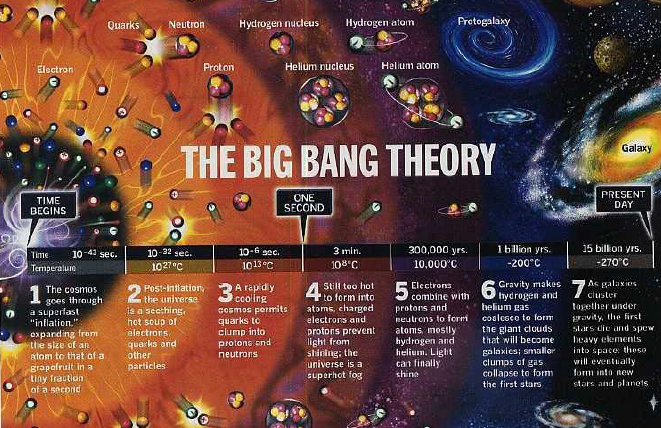 Quarks Neutron Hydrogen nucleus Hydrogen atom Protogalaxy
Electron Proton Helium nucleus Helium atom
Galaxy
THE BIG BANG THEORY
TIME
BEGINS
ONE
SECOND
PRESENT
DAY
Time 10-43 sec. 10-32 sec. 10-6 sec. 3 min. 300,000 yrs. 1 billion yrs. 15 billion yrs.
Temperature 1027°C 1013°C 108°C 10,000°C -200°C -270°C
1 The cosmos
goes through
a superfast
"inflation,"
expanding from
the size of an
atom to that of a
grapefruit in a
tiny fraction
of a second
2 Post-inflation,
the universe
is a seething,
hot soup of
electrons
quarks and
other
particles
3 A rapidly
cooling
cosmos permits
quarks to
clump into
protons and
neutrons
4 Still too hot
to form into
atoms, charged
electrons and
protons prevent
light from
shining; the
universe is a
superhot fog
5 Electrons
combine with
protons and
neutrons to form
atoms, mostly
hydrogen and
helium. Light
can finally
shine
6 Gravity makes
hydrogen and
helium gas
coalesce to form
the giant clouds
that will become
galaxies; smaller
clumps of gas
collapse to form
the first stars
7 As galaxies
cluster
together under
gravity, the first
stars die and spew
heavy elements
into space: these
will eventually
form into new
stars and planets